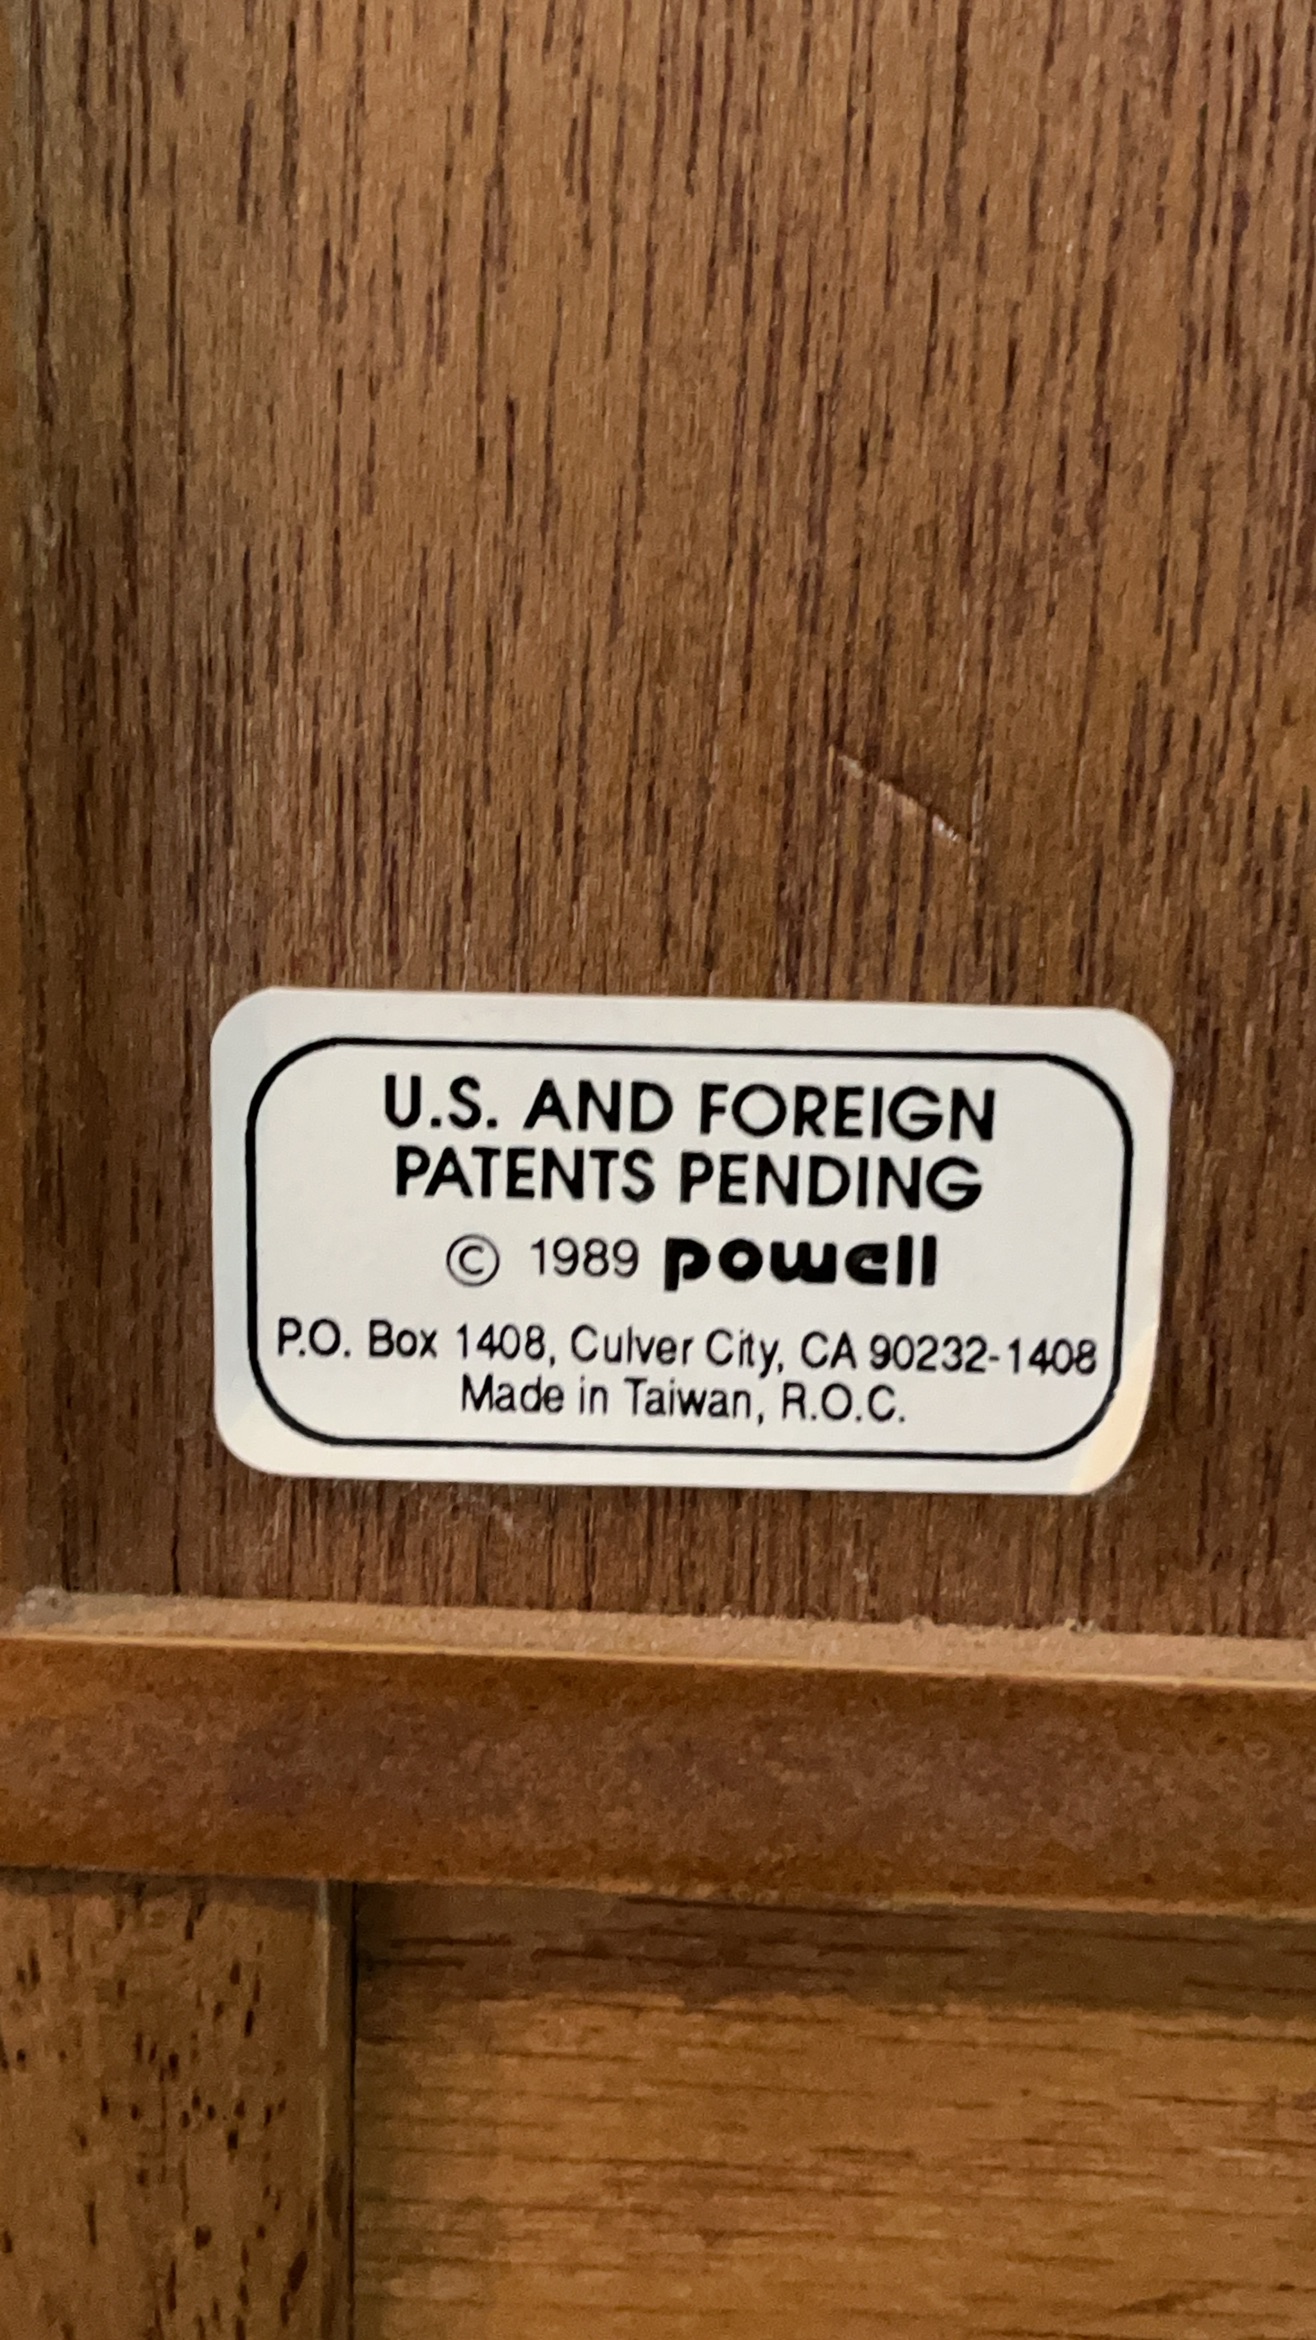 U.S. AND FOREIGN
PATENTS PENDING
© 1989 powell
P.O. Box 1408, Culver City, CA 90232-1408
Made in Taiwan, R.O.C.